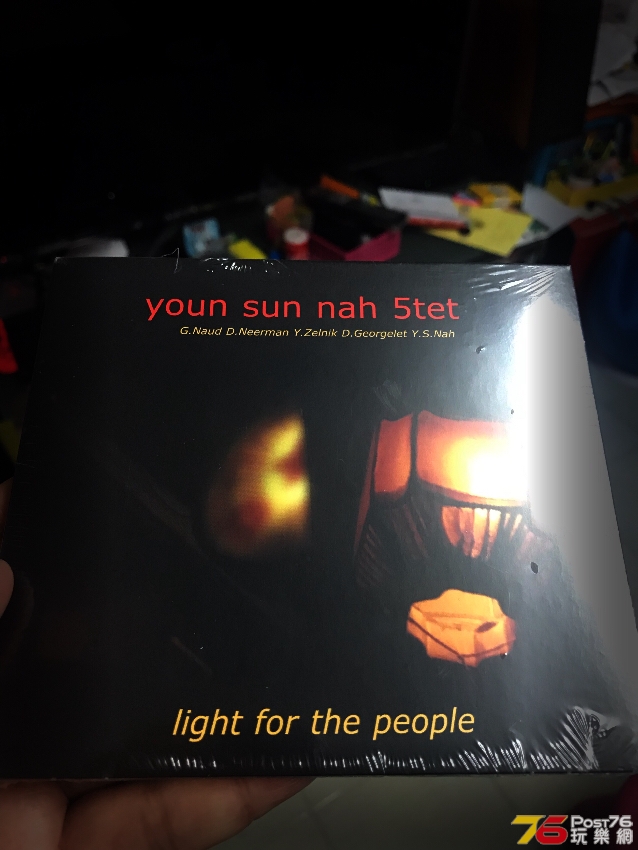 youn sun nah 5tet
G.Naud D.Neerman Y.Zelnik D.Georgelet Y.S.Nah
light for the people
76 Post76
玩樂網